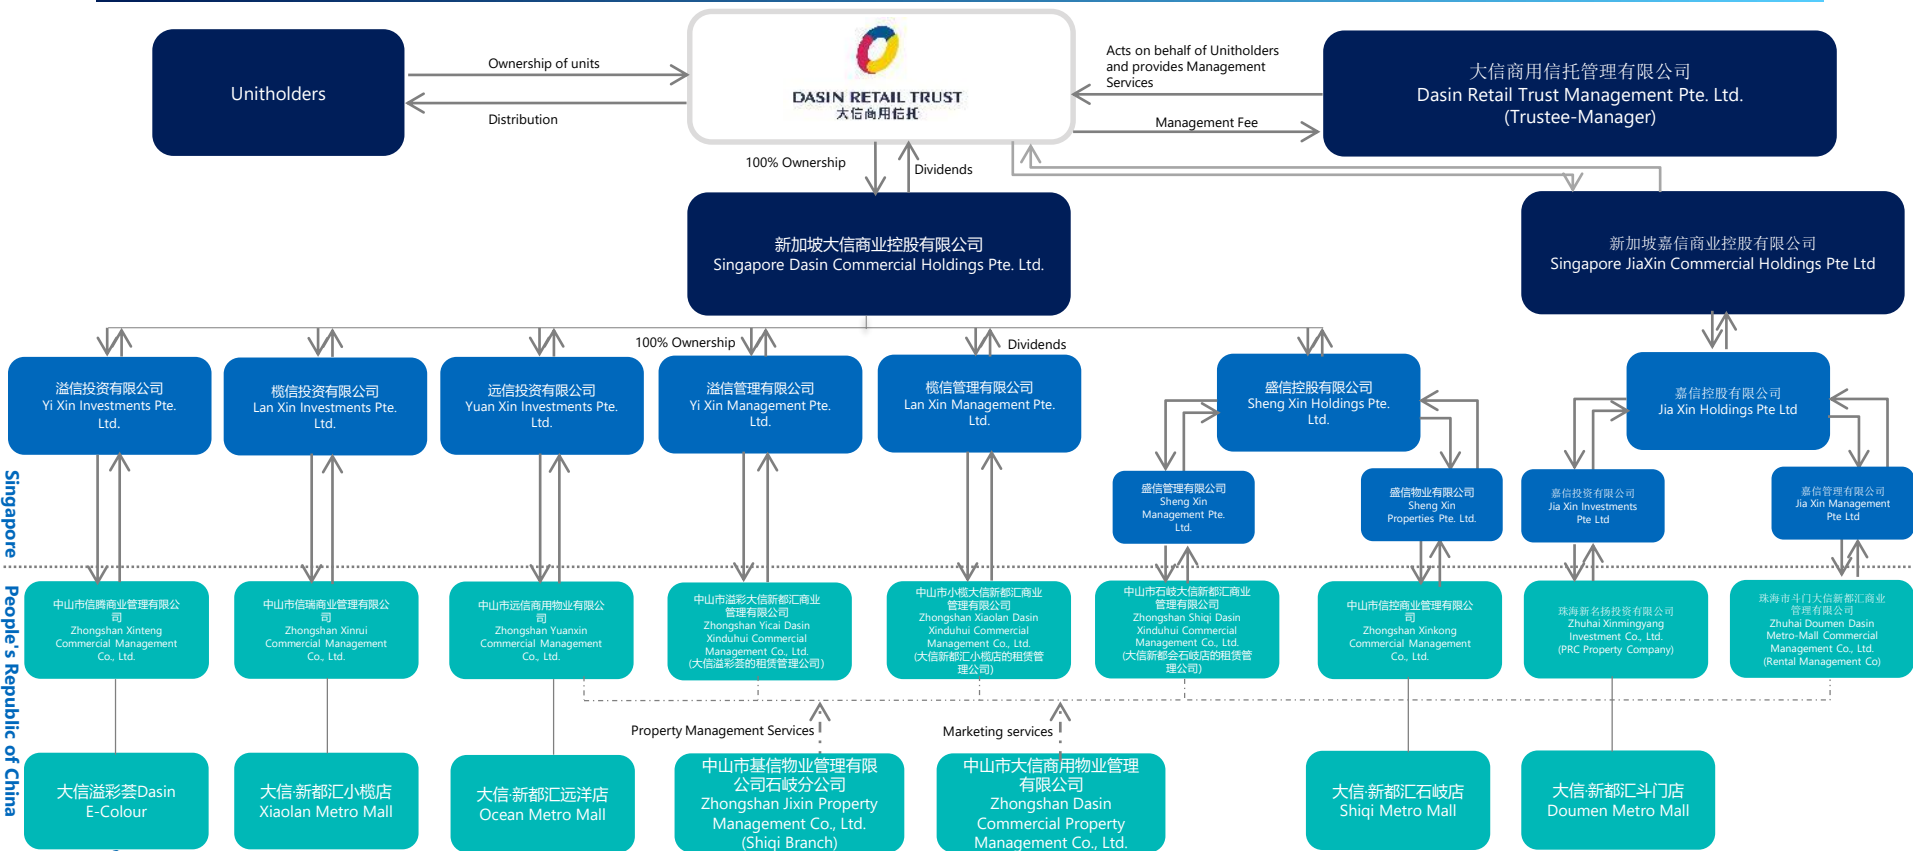 Unitholders
Ownership of units
Distribution
DASIN RETAIL TRUST
大信商用信托
Acts on behalf of Unitholders
and provides Management
Services
Management Fee
大信商用信托管理有限公司
Dasin Retail Trust Management Pte. Ltd.
(Trustee-Manager)
100% Ownership
Dividends
新加坡大信商业控股有限公司
Singapore Dasin Commercial Holdings Pte. Ltd.
新加坡嘉信商业控股有限公司
Singapore JiaXin Commercial Holdings Pte Ltd
100% Ownership
Dividends
溢信投资有限公司
Yi Xin Investments Pte.
Ltd.
榄信投资有限公司
Lan Xin Investments Pte.
Ltd.
远信投资有限公司
Yuan Xin Investments Pte.
Ltd.
溢信管理有限公司
Yi Xin Management Pte.
Ltd.
榄信管理有限公司
Lan Xin Management Pte.
Ltd.
盛信控股有限公司
Sheng Xin Holdings Pte.
Ltd.
嘉信控股有限公司
Jia Xin Holdings Pte Ltd
盛信管理有限公司
Sheng Xin
Management Pte.
Ltd.
盛信物业有限公司
Sheng Xin
Properties Pte. Ltd.
嘉信投资有限公司
Jia Xin Investments
Pte Ltd
嘉信管理有限公司
Jia Xin Management
Pte Ltd
Singapore
People's Republic of China
中山市信腾商业管理有限公
司
Zhongshan Xinteng
Commercial Management
Co., Ltd.
中山市信瑞商业管理有限公
司
Zhongshan Xinrui
Commercial Management
Co., Ltd.
中山市远信商用物业有限公
司
Zhongshan Yuanxin
Commercial Management
Co., Ltd.
中山市溢彩大信新都汇商业
管理有限公司
Zhongshan Yicai Dasin
Xinduhui Commercial
Management Co., Ltd.
(大信溢彩荟的租赁管理公司)
中山市小榄大信新都汇商业
管理有限公司
Zhongshan Xiaolan Dasin
Xinduhui Commercial
Management Co., Ltd.
(大信新都汇小榄店的租赁管
理公司)
中山市石岐大信新都汇商业
管理有限公司
Zhongshan Shiqi Dasin
Xinduhui Commercial
Management Co., Ltd.
(大信新都会石岐店的租赁管
理公司)
中山市信控商业管理有限公
司
Zhongshan Xinkong
Commercial Management
Co., Ltd.
珠海新名扬投资有限公司
Zhuhai Xinmingyang
Investment Co., Ltd.
(PRC Property Company)
珠海市斗门大信新都汇商业
管理有限公司
Zhuhai Doumen Dasin
Metro-Mall Commercial
Management Co., Ltd.
(Rental Management Co)
Property Management Services
Marketing services
大信溢彩荟Dasin
E-Colour
大信·新都汇小榄店
Xiaolan Metro Mall
大信·新都汇远洋店
Ocean Metro Mall
中山市基信物业管理有限
公司石岐分公司
Zhongshan Jixin Property
Management Co., Ltd.
(Shiqi Branch)
中山市大信商用物业管理
有限公司
Zhongshan Dasin
Commercial Property
Management Co., Ltd.
大信·新都汇石岐店
Shiqi Metro Mall
大信·新都汇斗门店
Doumen Metro Mall